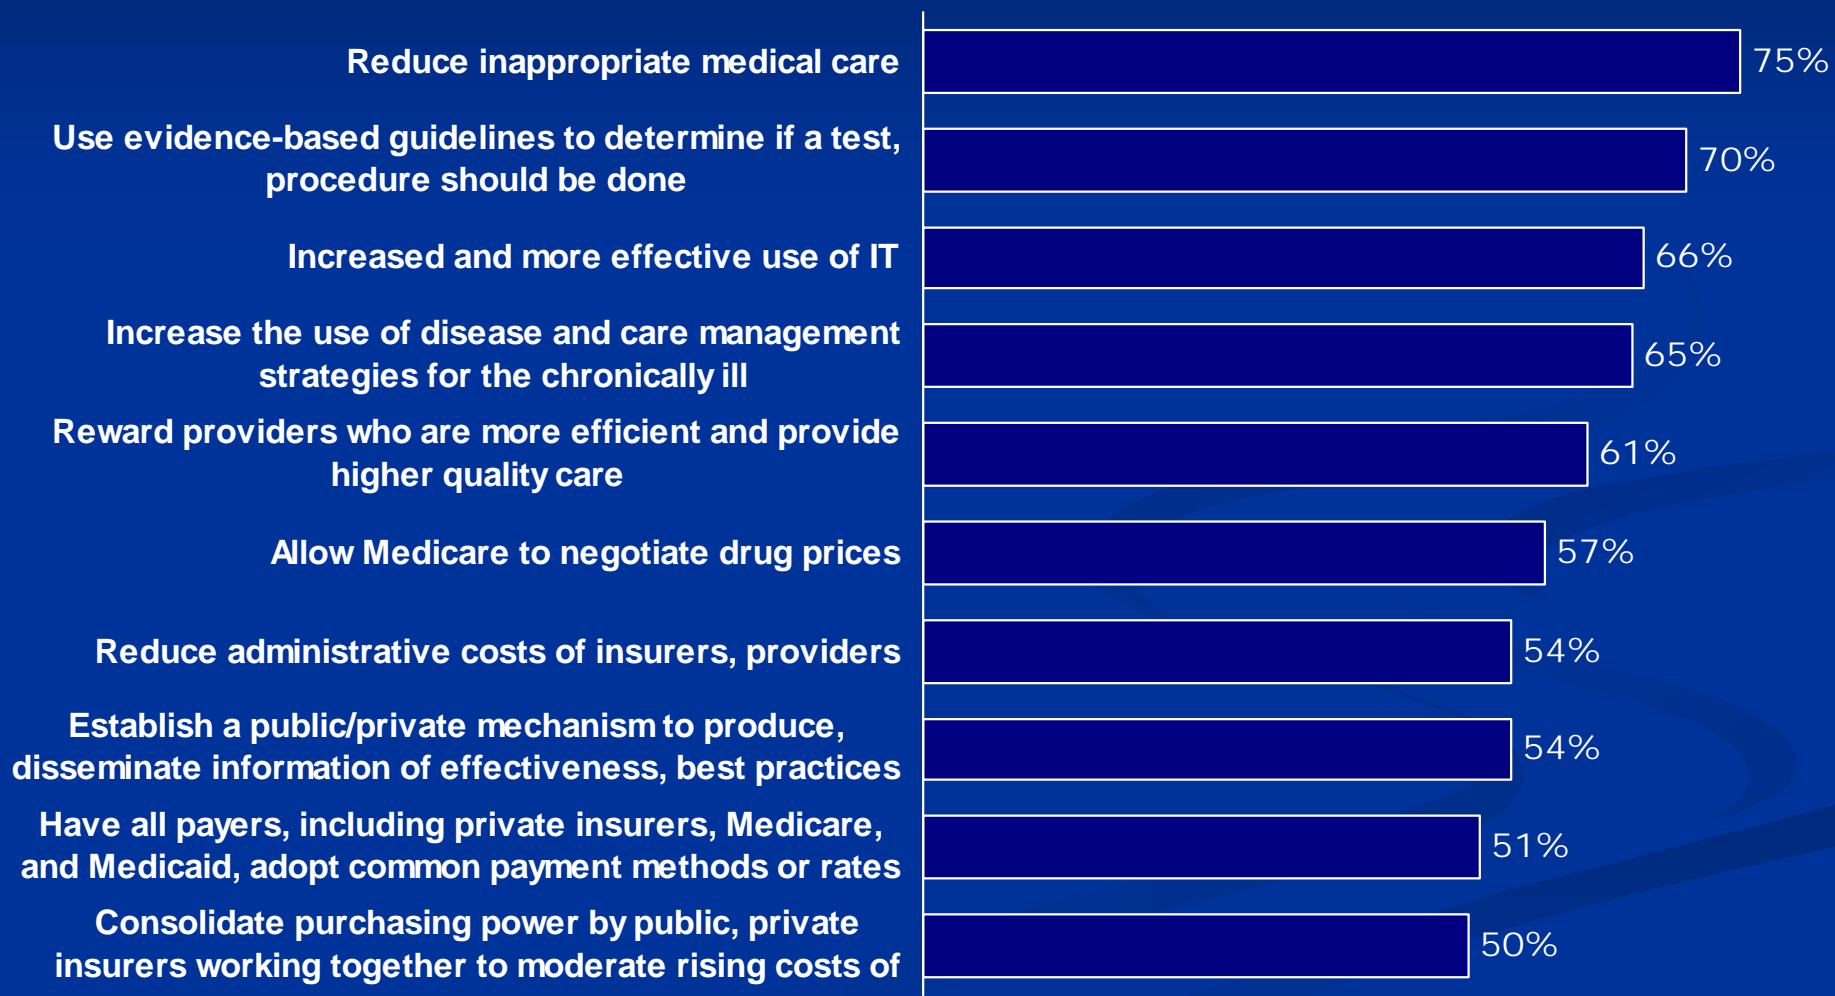 Reduce inappropriate medical care
75%
Use evidence-based guidelines to determine if a test,
procedure should be done
70%
Increased and more effective use of IT
66%
Increase the use of disease and care management
strategies for the chronically ill
65%
Reward providers who are more efficient and provide
higher quality care
61%
Allow Medicare to negotiate drug prices
57%
Reduce administrative costs of insurers, providers
54%
Establish a public/private mechanism to produce,
disseminate information of effectiveness, best practices
54%
Have all payers, including private insurers, Medicare,
and Medicaid, adopt common payment methods or rates
51%
Consolidate purchasing power by public, private
insurers working together to moderate rising costs of
50%